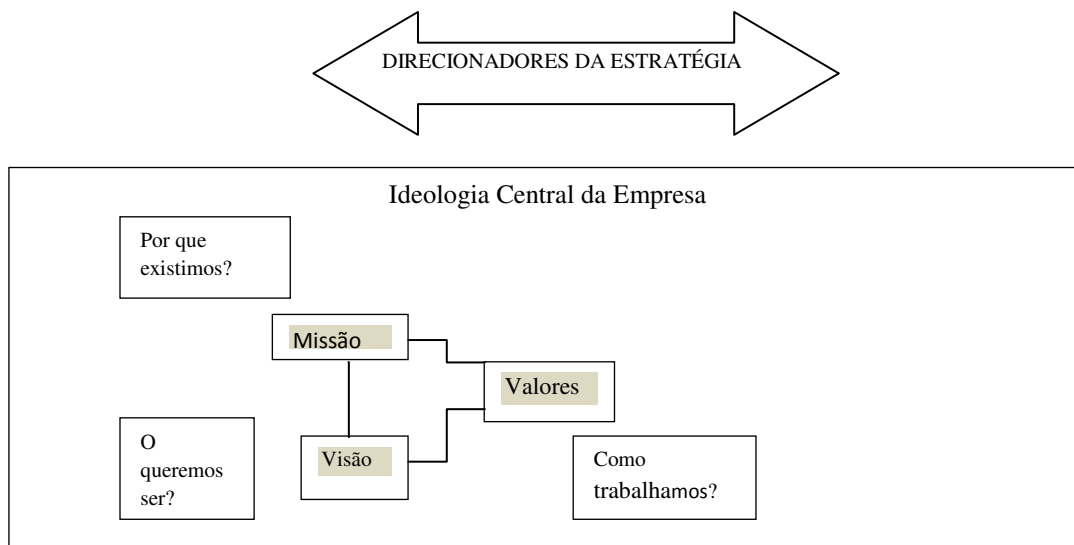 DIRECIONADORES DA ESTRATÉGIA
Ideologia Central da Empresa
Por que
existimos?
Missão
Valores
O
queremos
ser?
Visão
Como
trabalhamos?